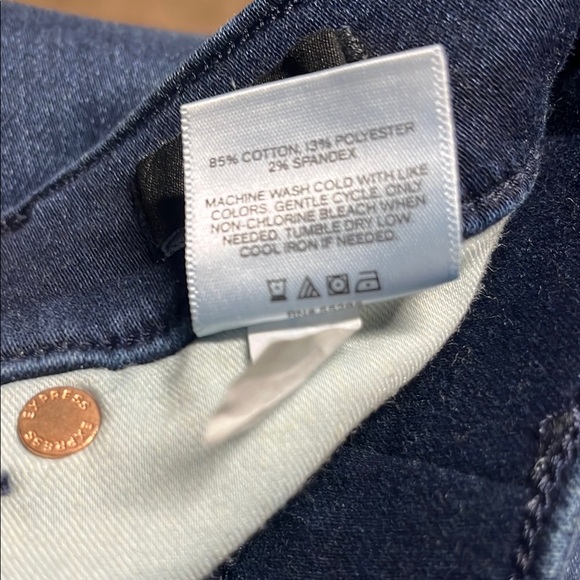 85% COTTON, 13% POLYESTER
2% SPANDEX
MACHINE WASH COLD WITH LIKE
COLORS. GENTLE CYCLE. ONLY
NON-CHLORINE BLEACH WHEN
NEEDED. TUMBLE DRY LOW.
COOL IRON IF NEEDED.
EXPRESS EXPRESS